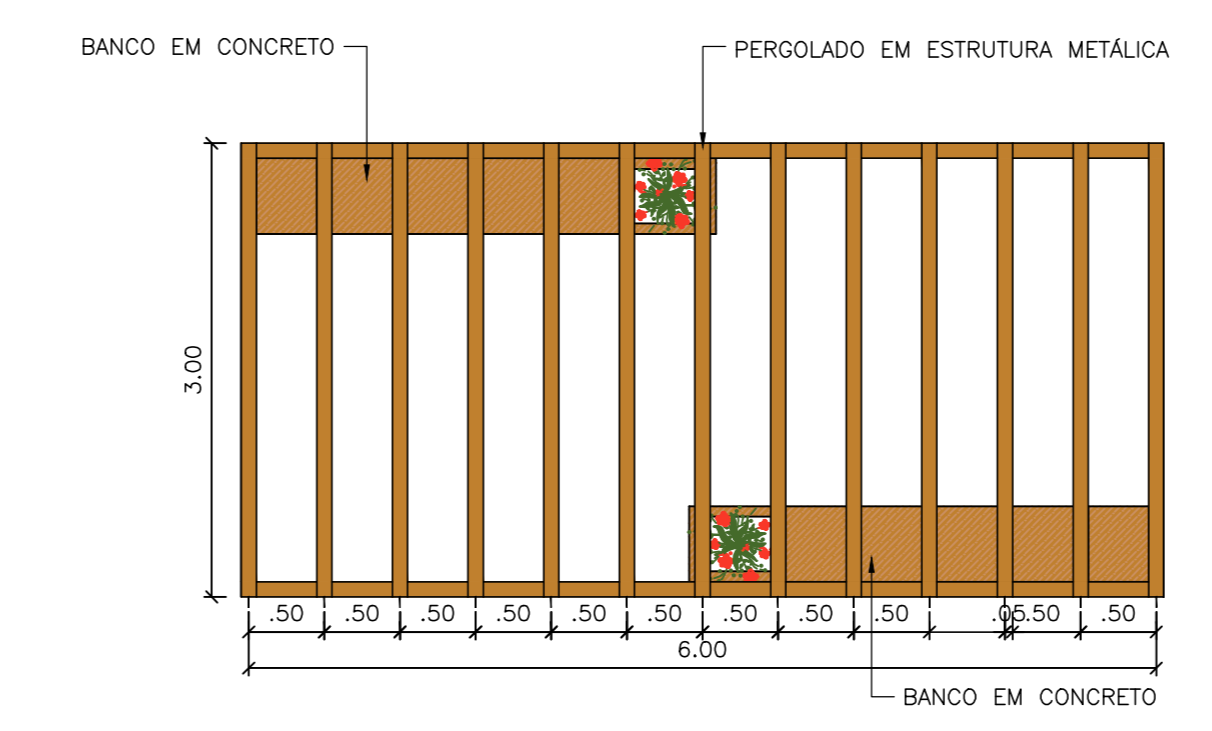 BANCO EM CONCRETO
PERGOLADO EM ESTRUTURA METÁLICA
3.00
.50 .50 .50 .50 .50 .50 .50 .50 .50 .05 .50 .50
6.00
BANCO EM CONCRETO